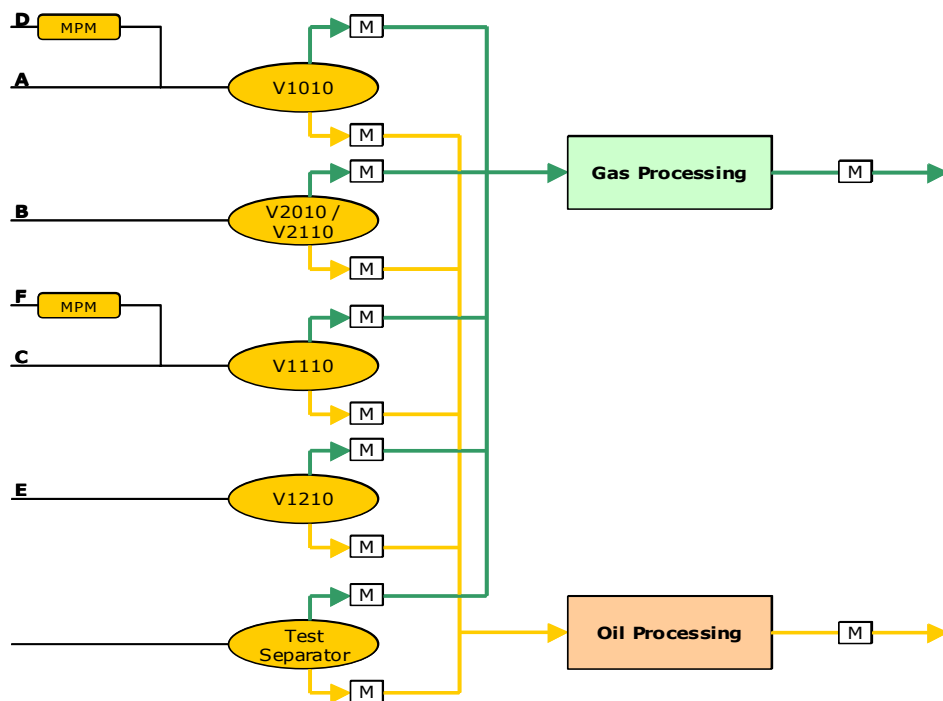 D
MPM
M
A
V1010
M
M
Gas Processing
M
B
V2010 /
V2110
M
F
MPM
M
C
V1110
M
M
E
V1210
M
M
Test
Separator
Oil Processing
M
M